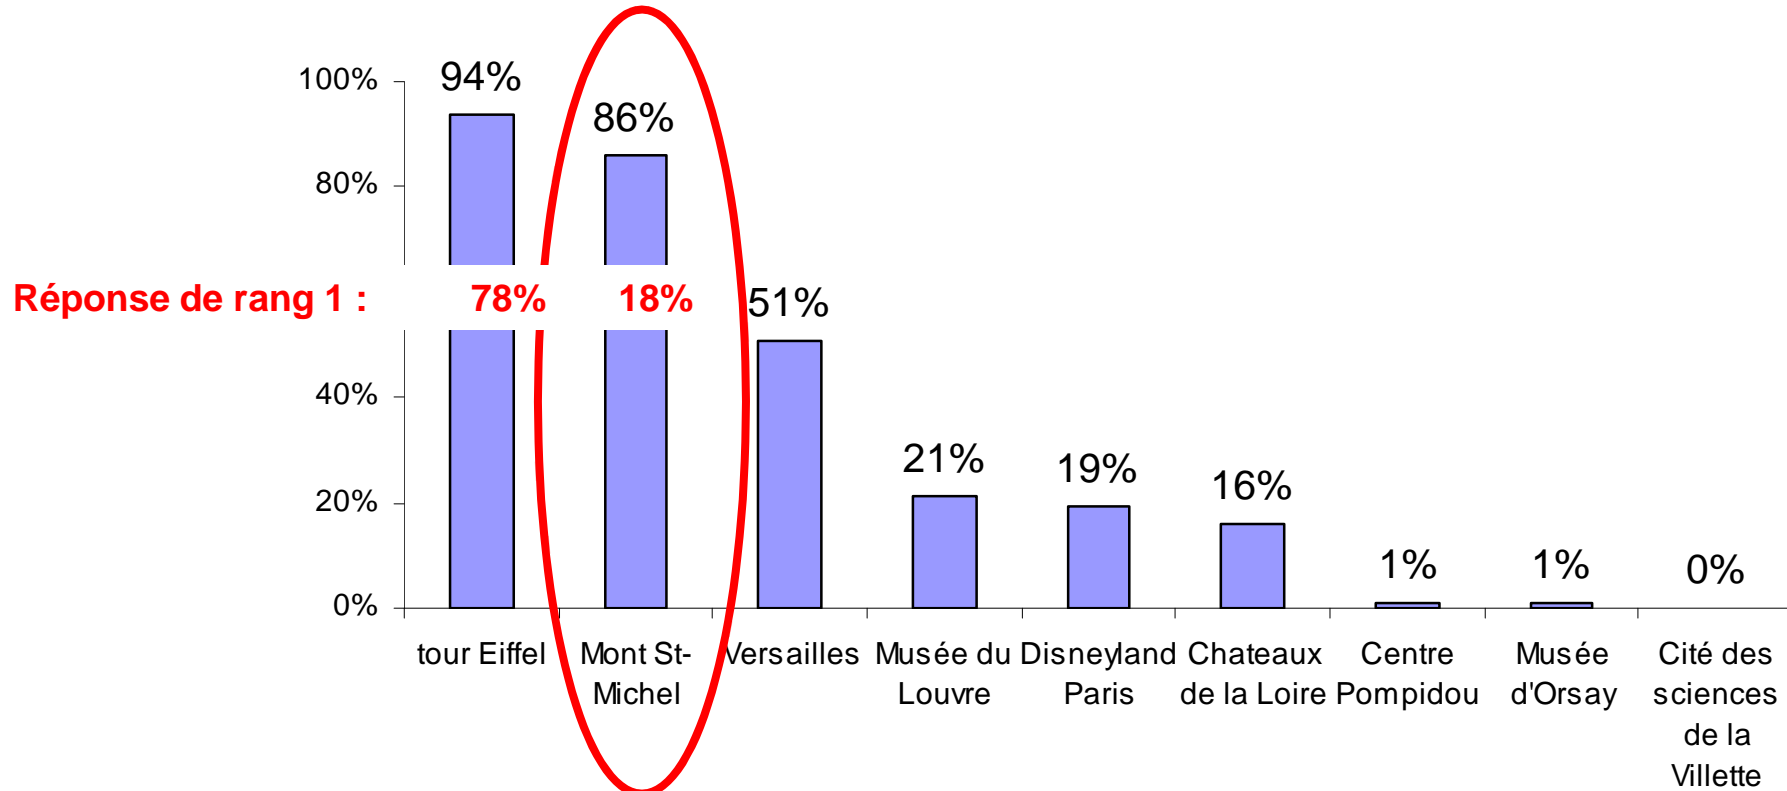 100%
94%
86%
80%
Réponse de rang 1 : 78% 18%
51%
40%
21%
19%
16%
20%
1%
1%
0%
0%
tour Eiffel
Mont St-
Michel
Versailles
Musée du
Louvre
Disneyland
Paris
Chateaux
de la Loire
Centre
Pompidou
Musée
d'Orsay
Cité des
sciences
de la
Villette